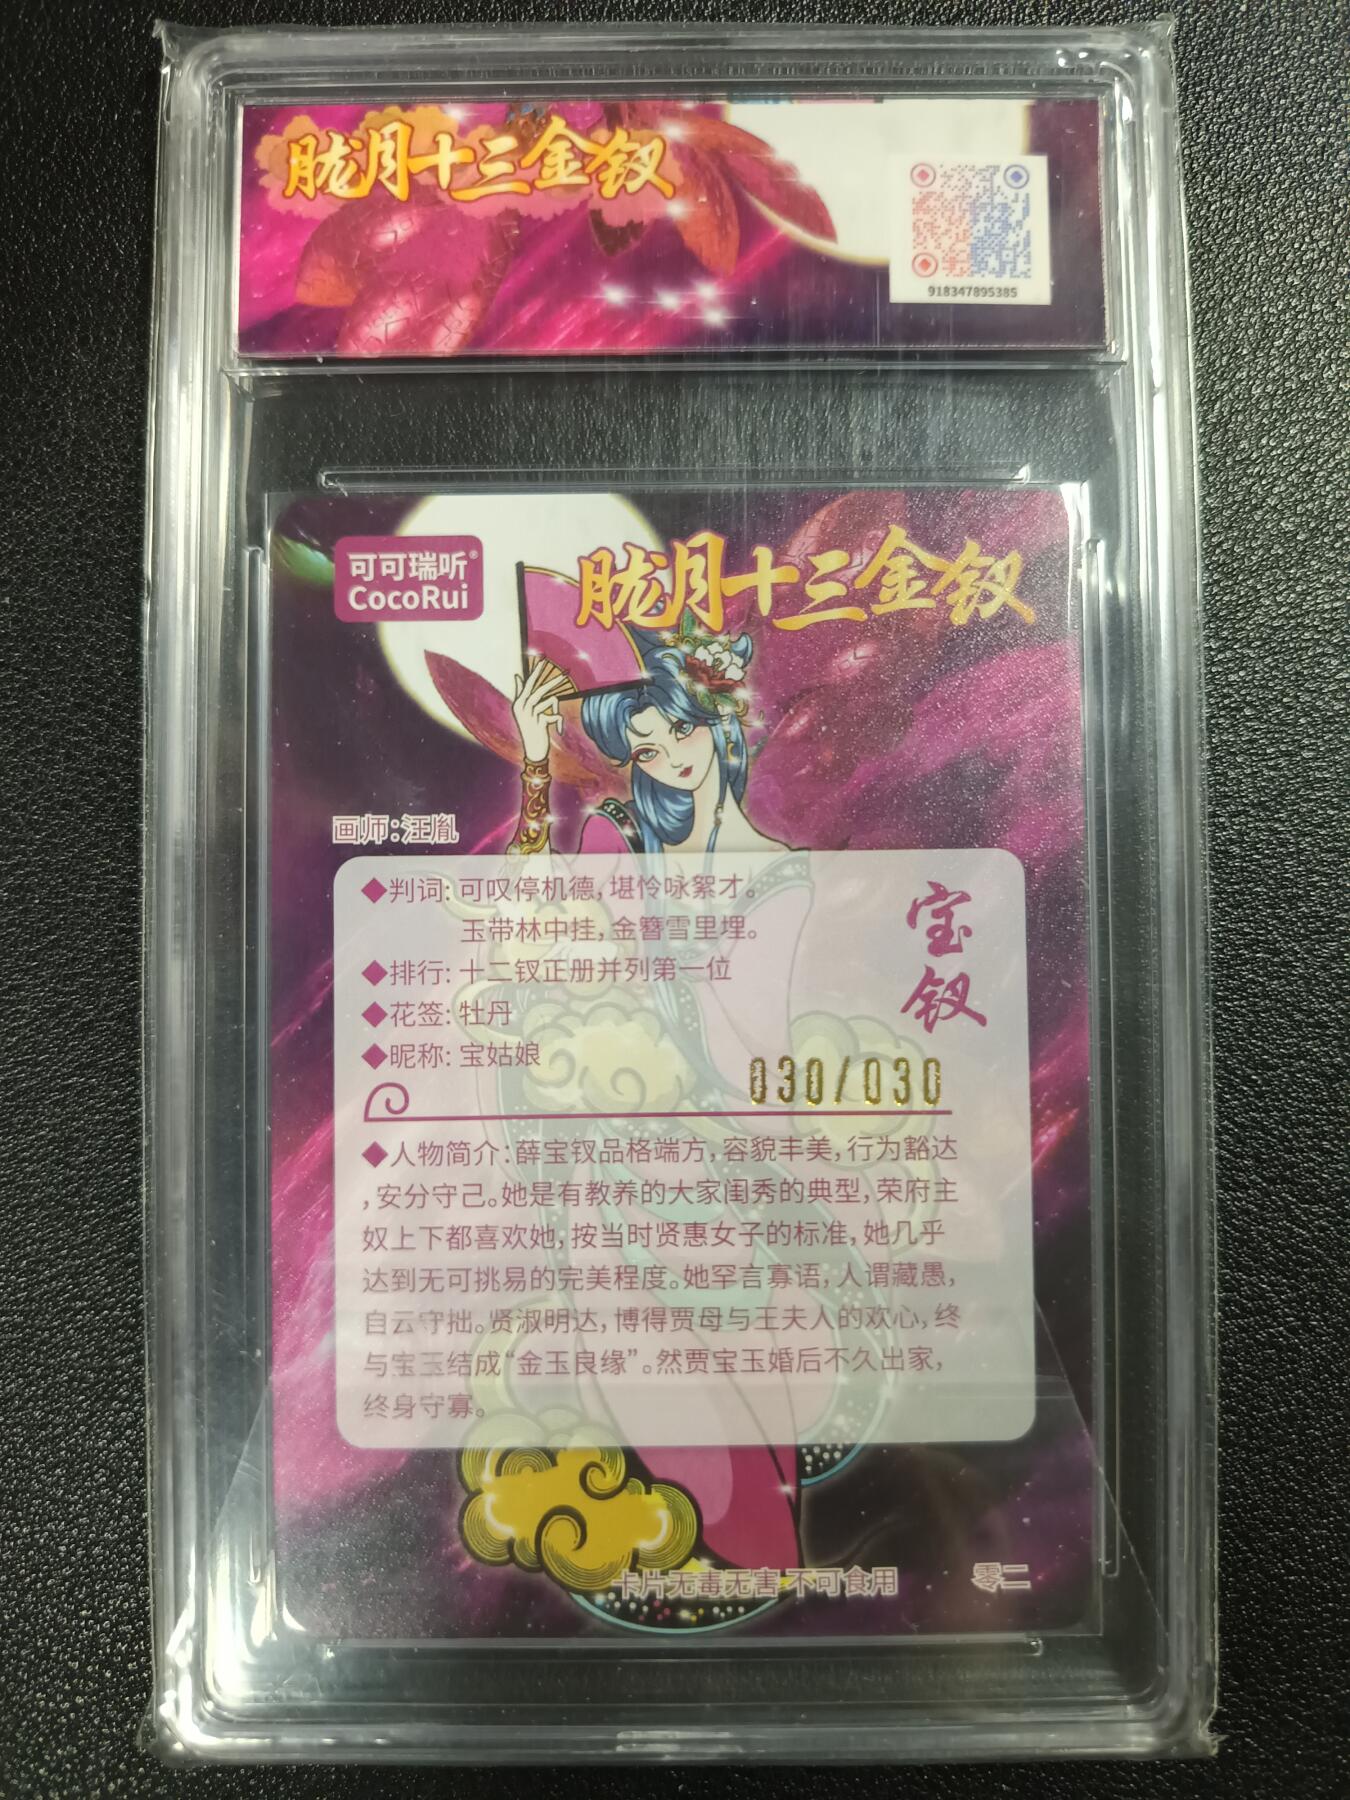 胧月十三金钗
918347895385
可可瑞听®
CocoRui
胧月十三金钗
画师:汪胤
◆判词:可叹停机德,堪怜咏絮才。
玉带林中挂,金簪雪里埋。
◆排行:十二钗正册并列第一位
◆花签:牡丹
◆昵称:宝姑娘
宝钗
030/030
◆人物简介:薛宝钗品格端方,容貌丰美,行为豁达
,安分守己。她是有教养的大家闺秀的典型,荣府主
奴上下都喜欢她,按当时贤惠女子的标准,她几乎
达到无可挑易的完美程度。她罕言寡语,人谓藏愚,
自云守拙。贤淑明达,博得贾母与王夫人的欢心,终
与宝玉结成“金玉良缘”。然贾宝玉婚后不久出家,
终身守寡。
卡片无毒无害 不可食用
零二